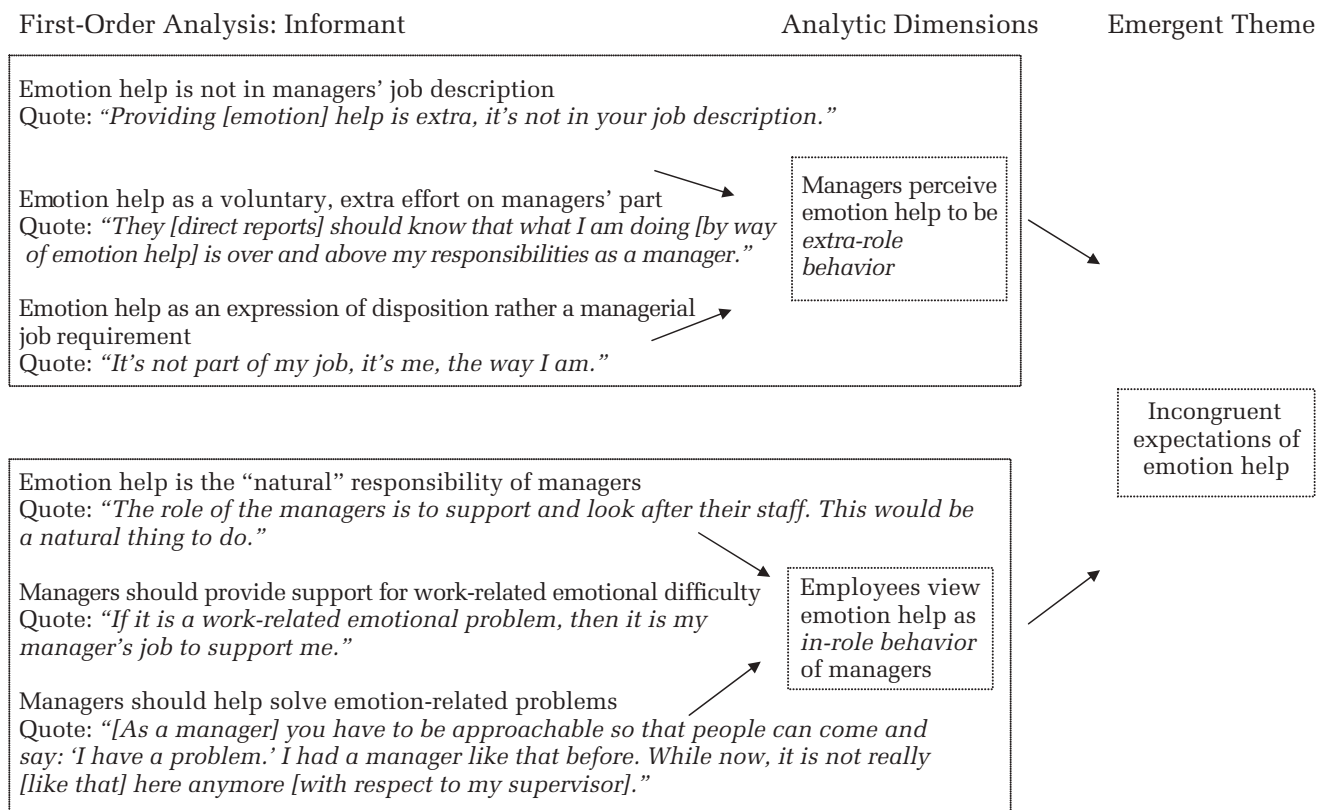 First-Order Analysis: Informant Analytic Dimensions Emergent Theme
Emotion help is not in managers’ job description
Quote: “Providing [emotion] help is extra, it’s not in your job description.”
Emotion help as a voluntary, extra effort on managers’ part
Quote: “They [direct reports] should know that what I am doing [by way
of emotion help] is over and above my responsibilities as a manager.”
Emotion help as an expression of disposition rather a managerial
job requirement
Quote: “It’s not part of my job, it’s me, the way I am.”
Managers perceive
emotion help to be
extra-role
behavior
Emotion help is the “natural” responsibility of managers
Quote: “The role of the managers is to support and look after their staff. This would be
a natural thing to do.”
Managers should provide support for work-related emotional difficulty
Quote: “If it is a work-related emotional problem, then it is my
manager’s job to support me.”
Managers should help solve emotion-related problems
Quote: “[As a manager] you have to be approachable so that people can come and
say: ‘I have a problem.’ I had a manager like that before. While now, it is not really
[like that] here anymore [with respect to my supervisor].”
Employees view
emotion help as
in-role behavior
of managers
Incongruent
expectations of
emotion help